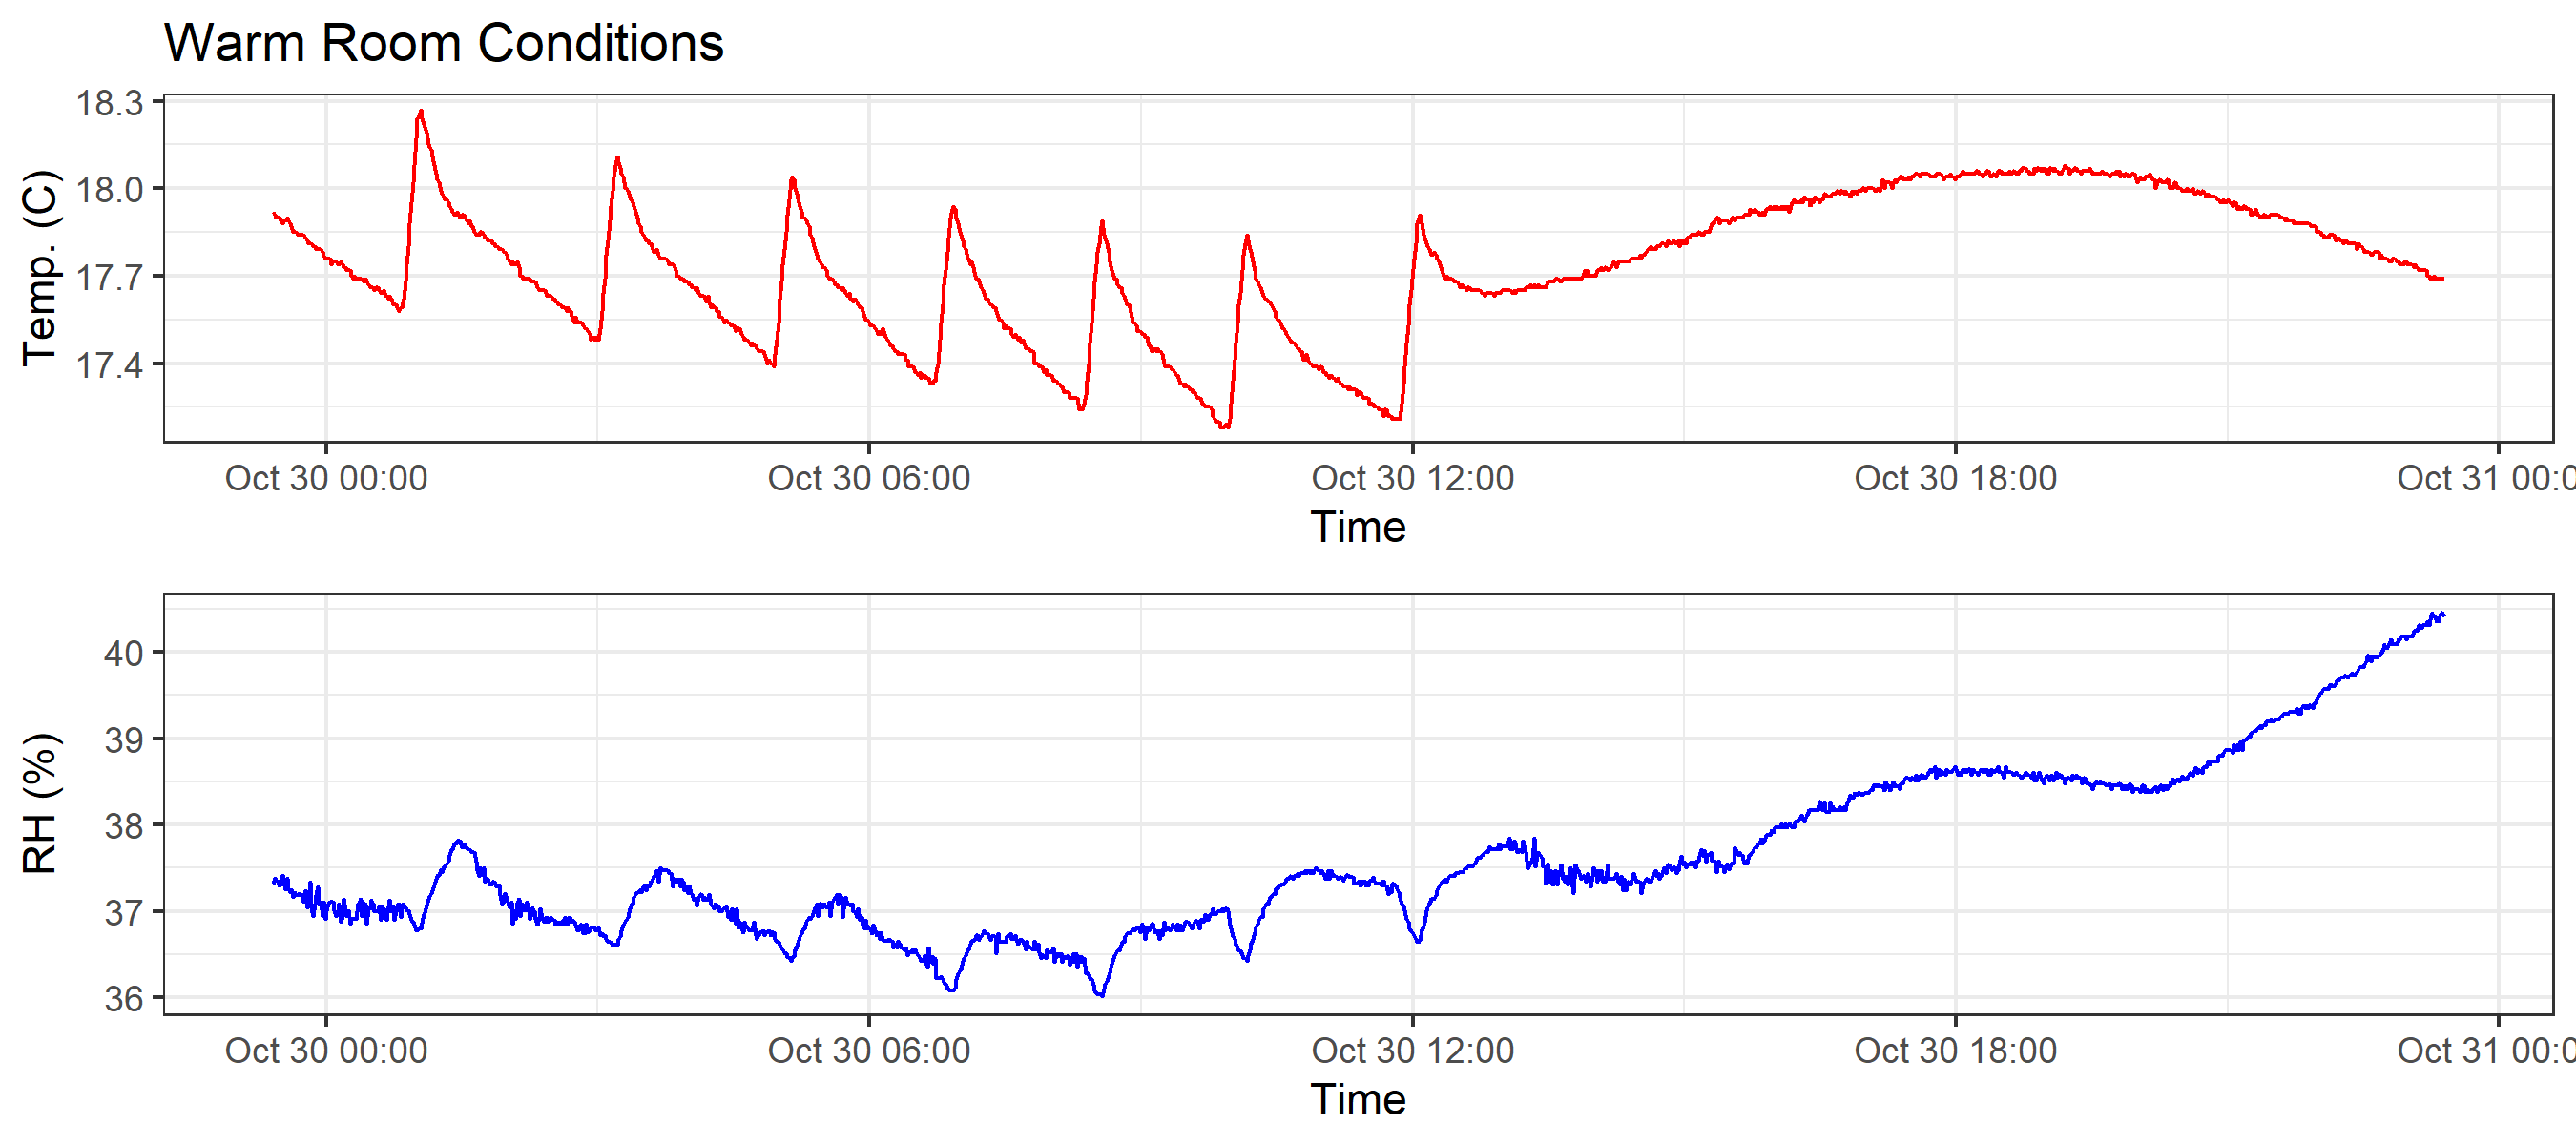 Warm Room Conditions
18.3
18.0
17.7
17.4
Temp. (C)
Oct 30 00:00 Oct 30 06:00 Oct 30 12:00 Oct 30 18:00 Oct 31 00:0
Time
40
39
38
37
36
RH (%)
Oct 30 00:00 Oct 30 06:00 Oct 30 12:00 Oct 30 18:00 Oct 31 00:0
Time